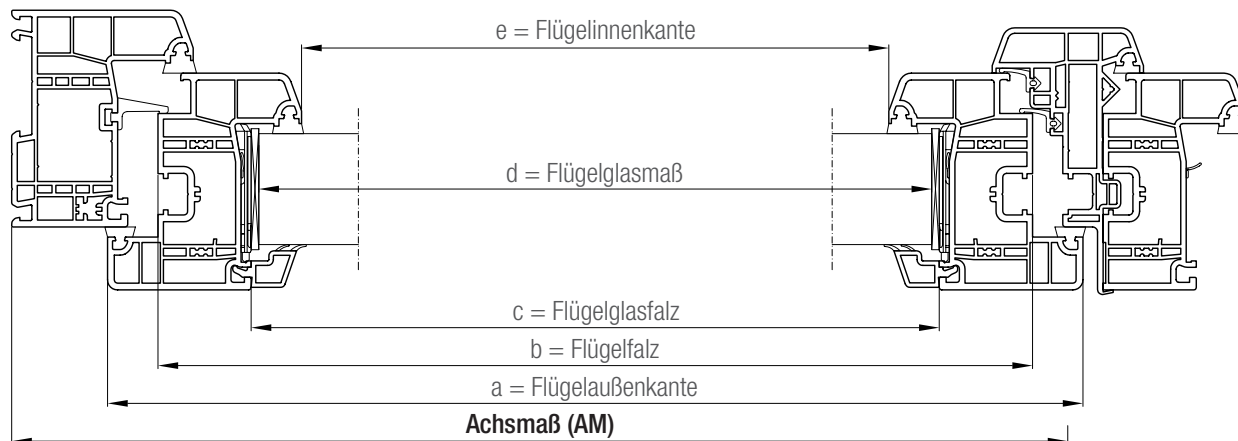 e = Flügelinnenkante
d = Flügelglasmaß
c = Flügelglasfalz
b = Flügelfalz
a = Flügelaußenkante
Achsmaß (AM)